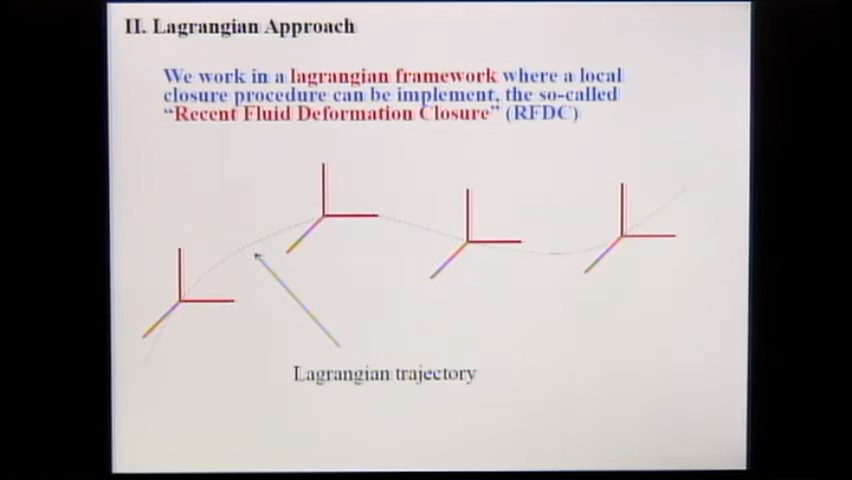 II. Lagrangian Approach
We work in a lagrangian framework where a local
closure procedure can be implement, the so-called
“Recent Fluid Deformation Closure” (RFDC)
Lagrangian trajectory